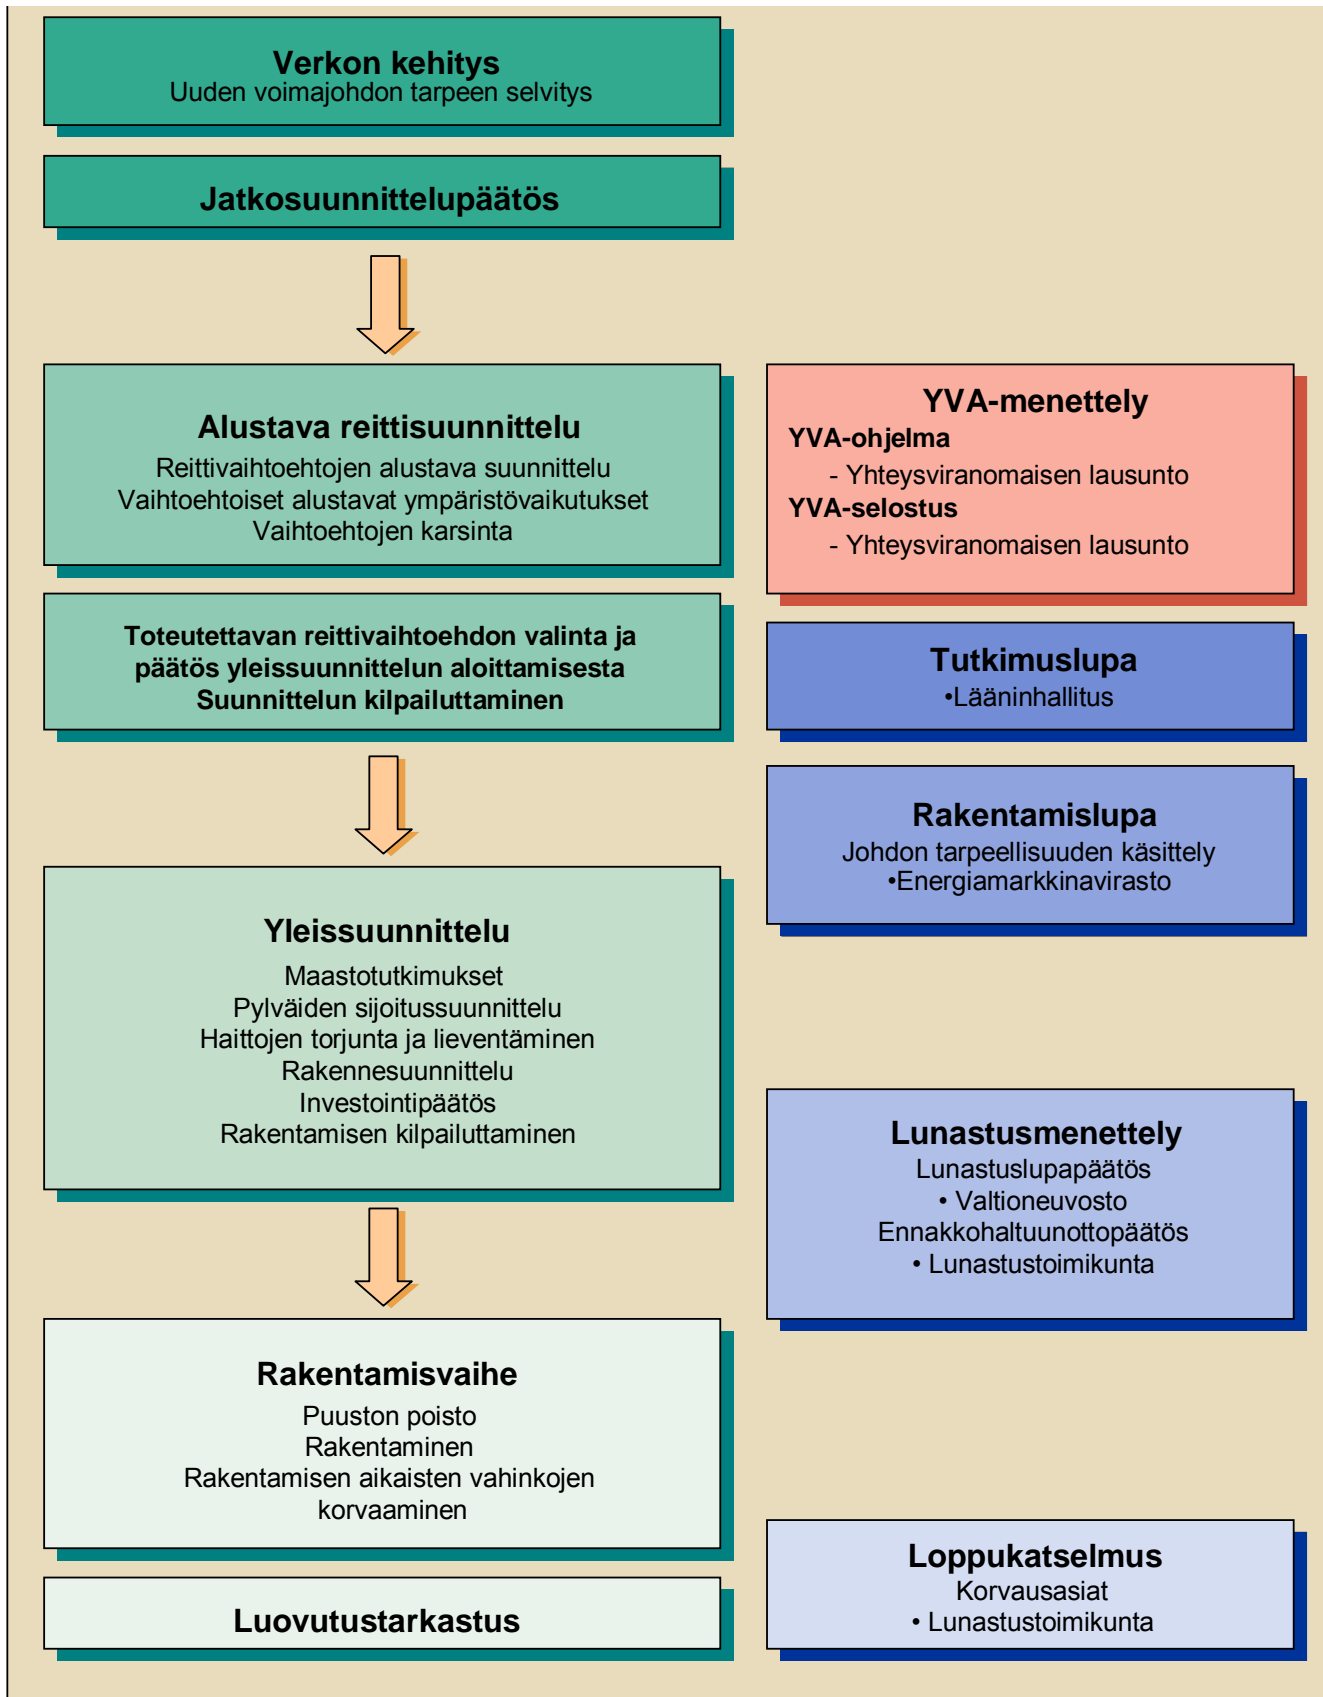 Verkon kehitys
Uuden voimajohdon tarpeen selvitys
Jatkosuunnittelupäätös
Alustava reittisuunnittelu
Reittivaihtoehtojen alustava suunnittelu
Vaihtoehtoiset alustavat ympäristövaikutukset
Vaihtoehtojen karsinta
Toteutettavan reittivaihtoehdon valinta ja
päätös yleissuunnittelun aloittamisesta
Suunnittelun kilpailuttaminen
Yleissuunnittelu
Maastotutkimukset
Pylväiden sijoitussuunnittelu
Haittojen torjunta ja lieventäminen
Rakennesuunnittelu
Investointipäätös
Rakentamisen kilpailuttaminen
Rakentamisvaihe
Puuston poisto
Rakentaminen
Rakentamisen aikaisten vahinkojen
korvaaminen
Luovutustarkastus
YVA-menettely
YVA-ohjelma
- Yhteysviranomaisen lausunto
YVA-selostus
- Yhteysviranomaisen lausunto
Tutkimuslupa
•Lääninhallitus
Rakentamislupa
Johdon tarpeellisuuden käsittely
•Energiamarkkinavirasto
Lunastusmenettely
Lunastuslupapäätös
• Valtioneuvosto
Ennakkohaltuunottopäätös
• Lunastustoimikunta
Loppukatselmus
Korvausasiat
• Lunastustoimikunta